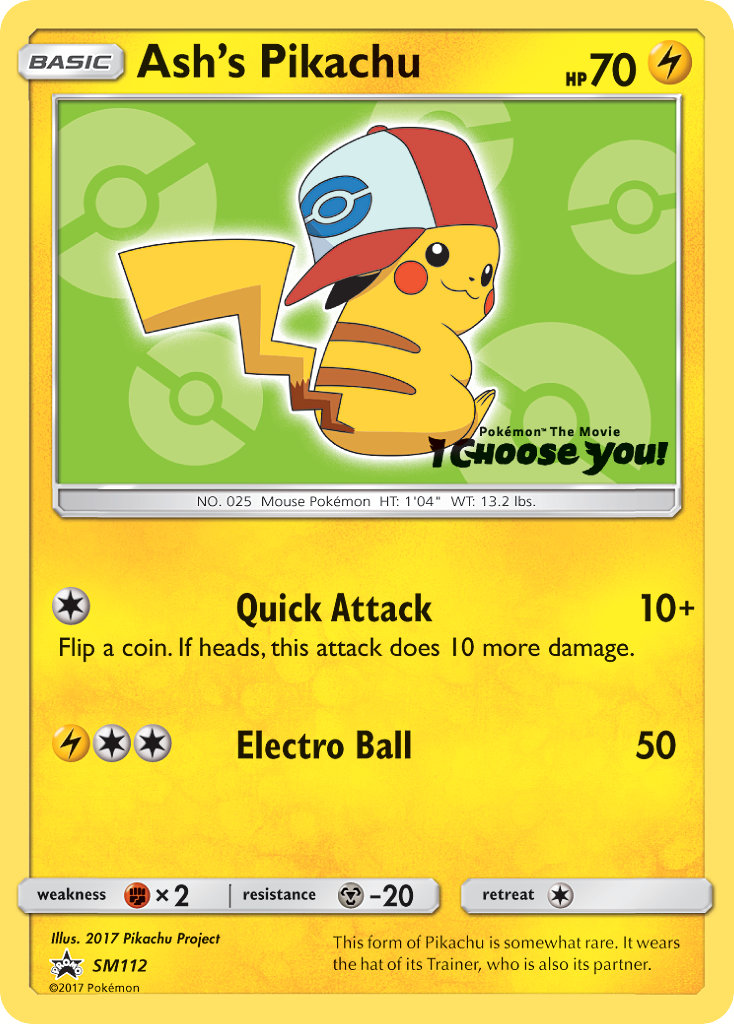 BASIC Ash's Pikachu HP 70
Pokémon™ The Movie
I Choose You!
NO. 025 Mouse Pokémon HT: 1'04" WT: 13.2 lbs.
Quick Attack 10+
Flip a coin. If heads, this attack does 10 more damage.
Electro Ball 50
weakness ×2 resistance -20 retreat
Illus. 2017 Pikachu Project
PROMO SM112
©2017 Pokémon
This form of Pikachu is somewhat rare. It wears
the hat of its Trainer, who is also its partner.